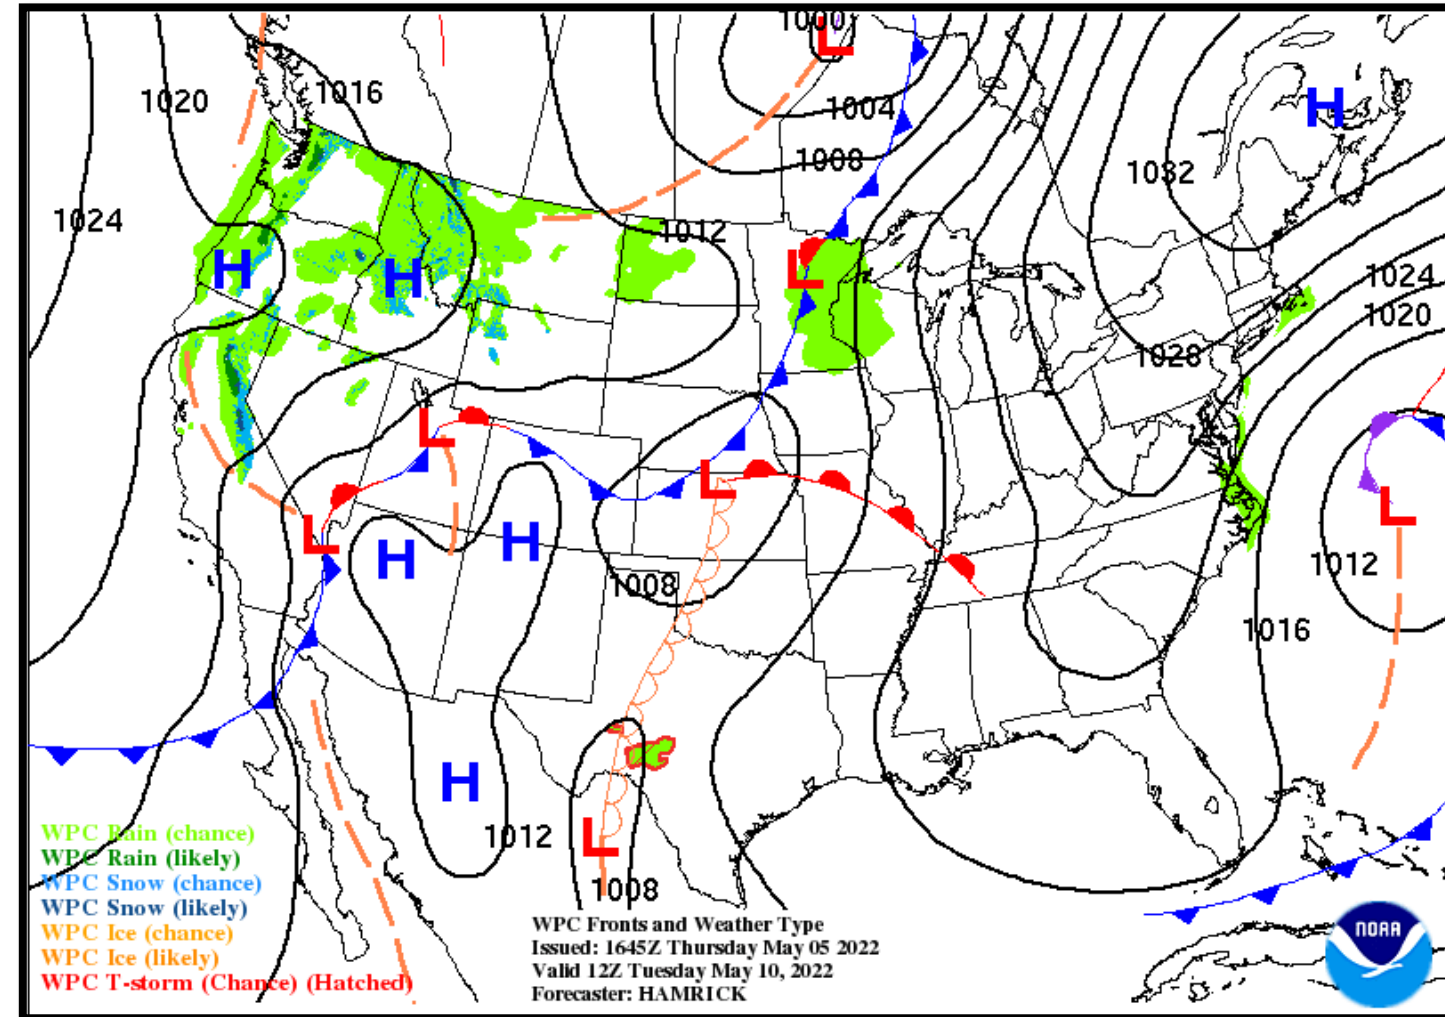 1000
L
1020
1016
1004
H
1008
1032
1024
1012
H
H
L
1024
1020
1028
L
L
L
H
H
L
1008
1012
1016
H
L
1012
1008
WPC Rain (chance)
WPC Rain (likely)
WPC Snow (chance)
WPC Snow (likely)
WPC Ice (chance)
WPC Ice (likely)
WPC T-storm (Chance) (Hatched)
WPC Fronts and Weather Type
Issued: 1645Z Thursday May 05 2022
Valid 12Z Tuesday May 10, 2022
Forecaster: HAMRICK
NOAA